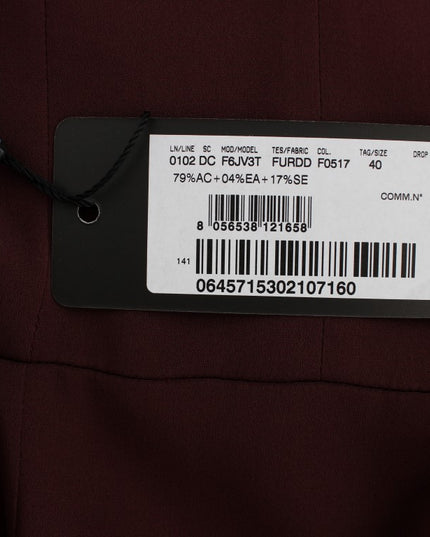 LN/LINE SC MOD/MODEL TES/FABRIC COL. TAG/SIZE DROP
0102 DC F6JV3T FURDD F0517 40
79%AC+04%EA+17%SE
COMM.N°
8 056538 121658
141
0645715302107160